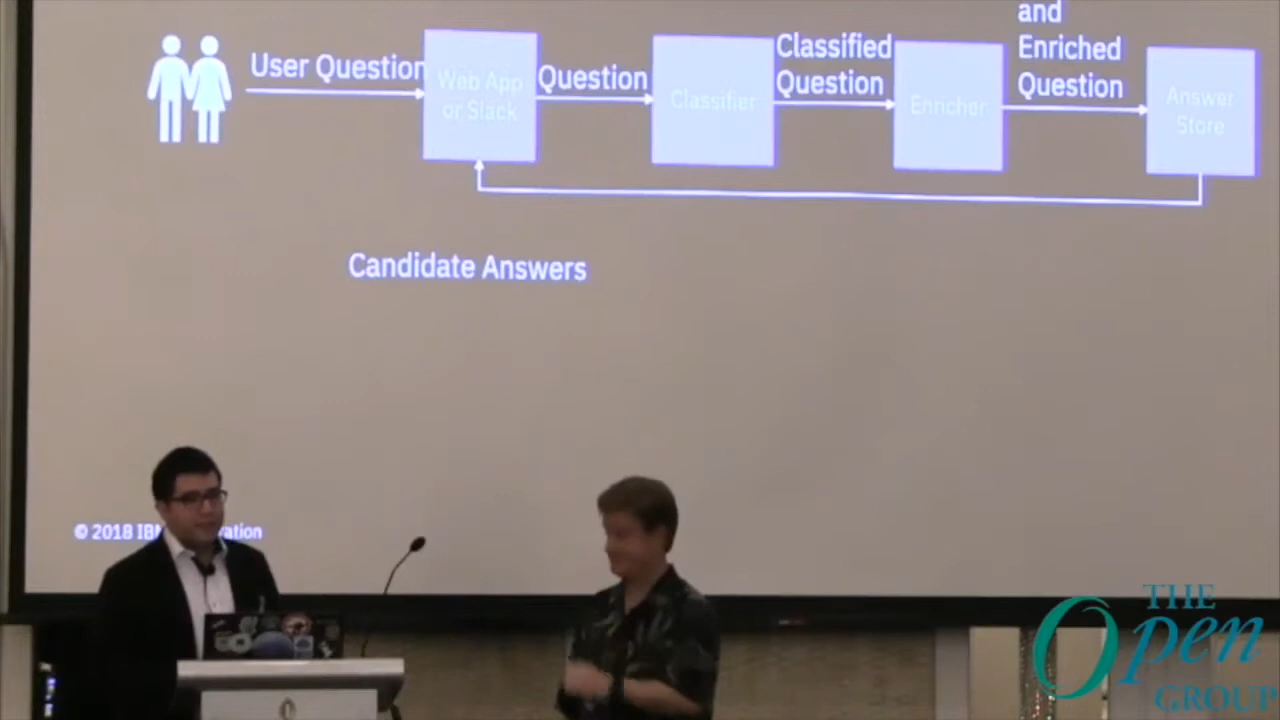 and
Enriched
Question
User Question
Web App
or Slack
Question
Classifier
Classified
Question
Enricher
Answer
Store
Candidate Answers
© 2018 IBM
THE
Open
GROUP